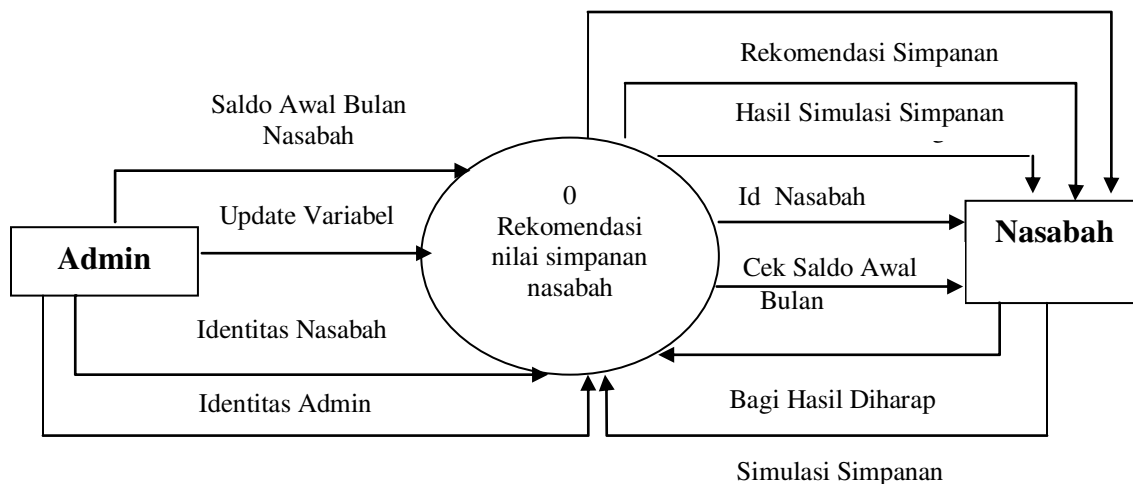 Rekomendasi Simpanan
Saldo Awal Bulan
Nasabah
Hasil Simulasi Simpanan
0
Rekomendasi
nilai simpanan
nasabah
Id Nasabah
Update Variabel
Nasabah
Admin
Cek Saldo Awal
Bulan
Identitas Nasabah
Identitas Admin
Bagi Hasil Diharap
Simulasi Simpanan